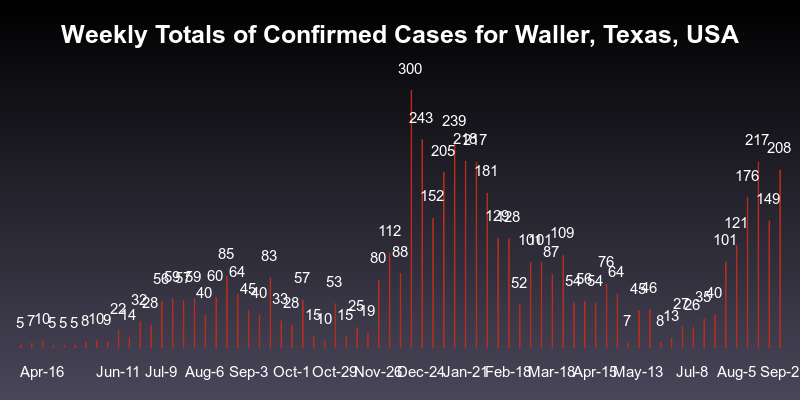 Weekly Totals of Confirmed Cases for Waller, Texas, USA
5 7 10 5 5 5 8 10 9 22 14 32 28 56 59 57 59 40 60 85 64 45 40 83 33 28 57 15 10 53 15 25 19 80 112 88 300 243 152 205 239 218 217 181 129 128 52 101 101 87 109 54 56 54 76 64 7 45 46 8 13 27 26 35 40 101 121 176 217 149 208
Apr-16 Jun-11 Jul-9 Aug-6 Sep-3 Oct-1 Oct-29 Nov-26 Dec-24 Jan-21 Feb-18 Mar-18 Apr-15 May-13 Jul-8 Aug-5 Sep-2